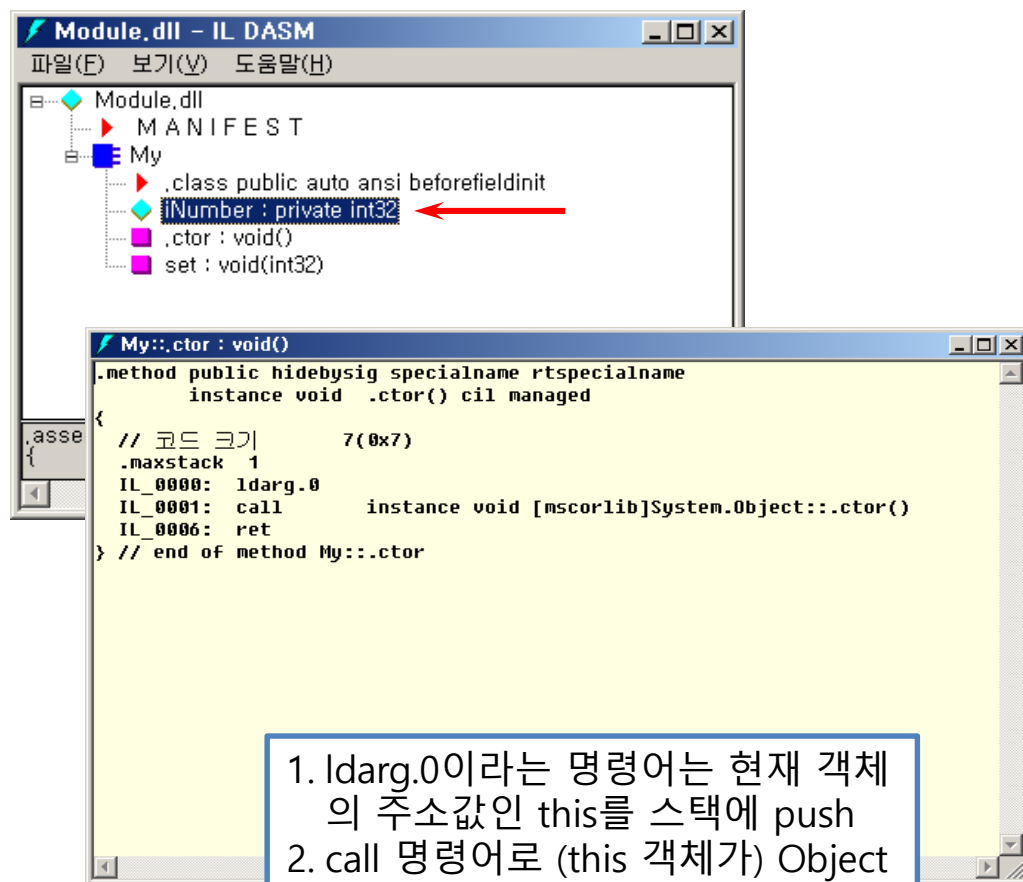 Module,dll - IL DASM
파일(F) 보기(V) 도움말(H)
Module,dll
M A N I F E S T
My
,class public auto ansi beforefieldinit
iNumber : private int32
,ctor : void()
set : void(int32)
,asse
{
My::,ctor : void()
.method public hidebysig specialname rtspecialname
instance void .ctor() cil managed
{
// 코드 크기 7(0x7)
.maxstack 1
IL_0000: ldarg.0
IL_0001: call instance void [mscorlib]System.Object::.ctor()
IL_0006: ret
} // end of method My::.ctor
1. ldarg.0이라는 명령어는 현재 객체
의 주소값인 this를 스택에 push
2. call 명령어로 (this 객체가) Object